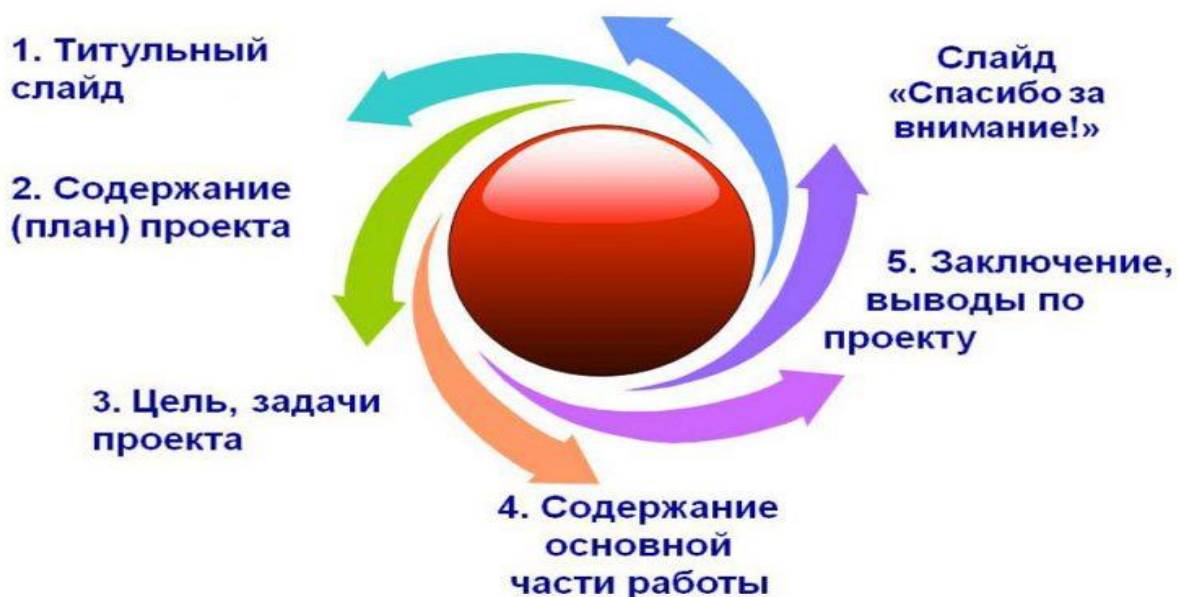 1. Титульный
слайд
2. Содержание
(план) проекта
3. Цель, задачи
проекта
4. Содержание
основной
части работы
5. Заключение,
выводы по
проекту
Слайд
«Спасибо за
внимание!»